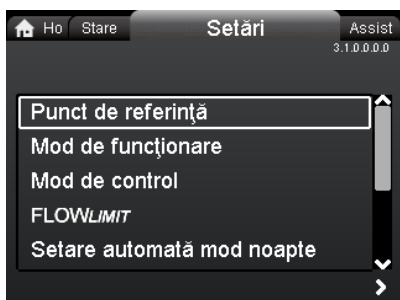 Ho Stare Setări Assist
3.1.0.0.0.0
Punct de referinţă
Mod de funcţionare
Mod de control
FLOWLIMIT
Setare automată mod noapte